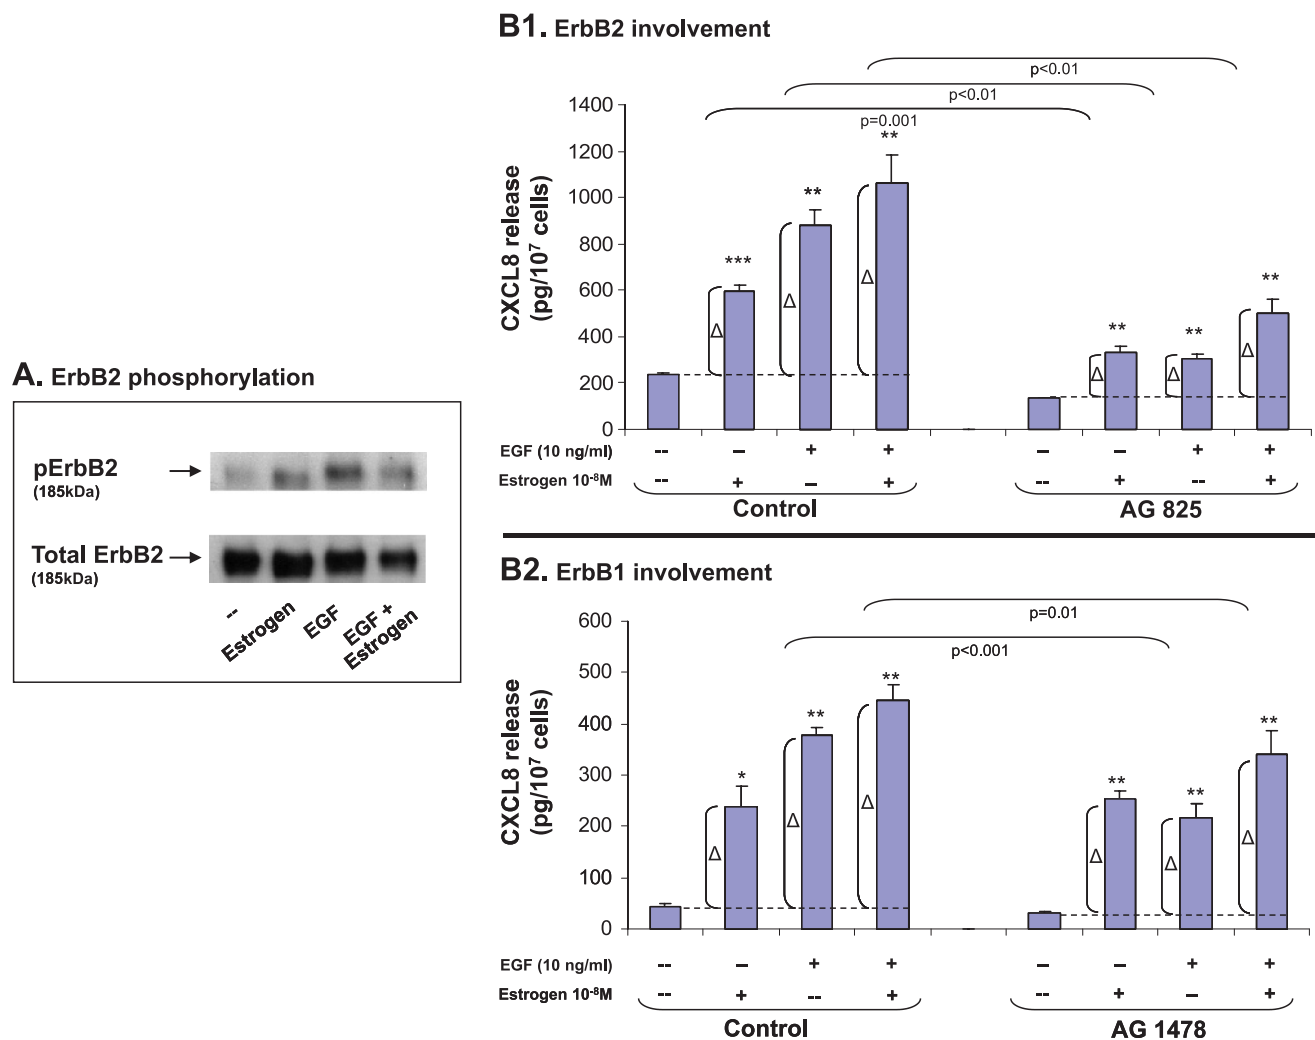 A. ErbB2 phosphorylation
pErbB2
(185kDa)
Total ErbB2
(185kDa)
--
Estrogen
EGF
EGF +
Estrogen
B1. ErbB2 involvement
p<0.01
p<0.01
p=0.001
CXCL8 release
(pg/10⁷ cells)
1400
1200
1000
800
600
400
200
0
*** ** ** ** ** **
Δ Δ Δ Δ Δ Δ
EGF (10 ng/ml) -- – + + – – + +
Estrogen 10⁻⁸M -- + – + -- + -- +
Control AG 825
B2. ErbB1 involvement
p=0.01
p<0.001
CXCL8 release
(pg/10⁷ cells)
600
500
400
300
200
100
0
* ** ** ** ** **
Δ Δ Δ Δ Δ Δ
EGF (10 ng/ml) -- – + + – – + +
Estrogen 10⁻⁸M -- + -- + -- + – +
Control AG 1478